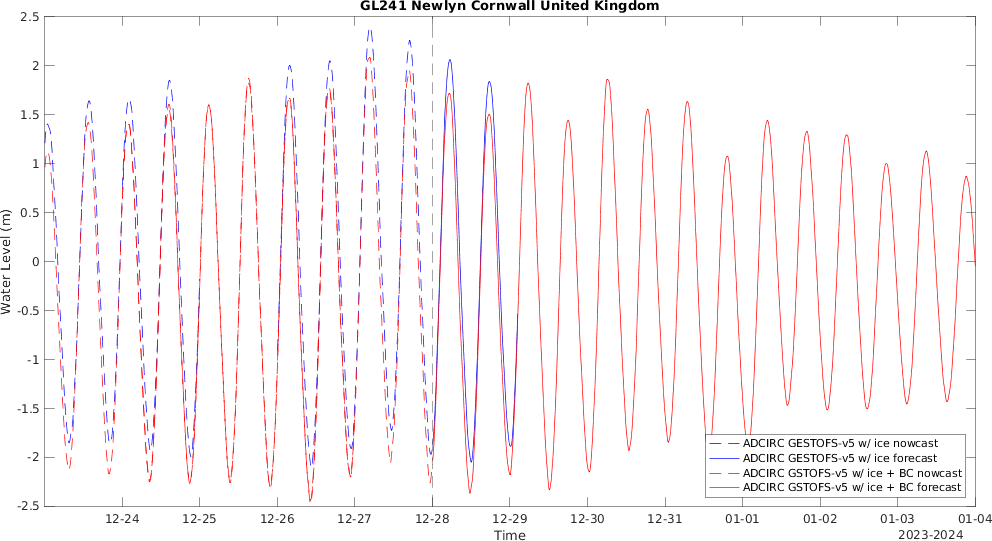 GL241 Newlyn Cornwall United Kingdom
2.5
2
1.5
1
0.5
0
-0.5
-1
-1.5
-2
-2.5
Water Level (m)
ADCIRC GESTOFS-v5 w/ ice nowcast
ADCIRC GESTOFS-v5 w/ ice forecast
ADCIRC GSTOFS-v5 w/ ice + BC nowcast
ADCIRC GSTOFS-v5 w/ ice + BC forecast
12-24 12-25 12-26 12-27 12-28 12-29 12-30 12-31 01-01 01-02 01-03 01-04
Time
2023-2024